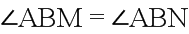 ∠ABM = ∠ABN